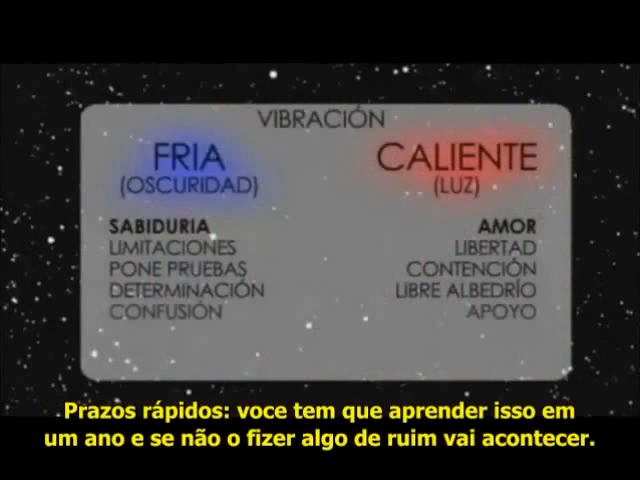 VIBRACIÓN
FRIA CALIENTE
(OSCURIDAD) (LUZ)
SABIDURIA AMOR
LIMITACIONES LIBERTAD
PONE PRUEBAS CONTENCIÓN
DETERMINACIÓN LIBRE ALBEDRÍO
CONFUSIÓN APOYO
Prazos rápidos: voce tem que aprender isso em
um ano e se não o fizer algo de ruim vai acontecer.